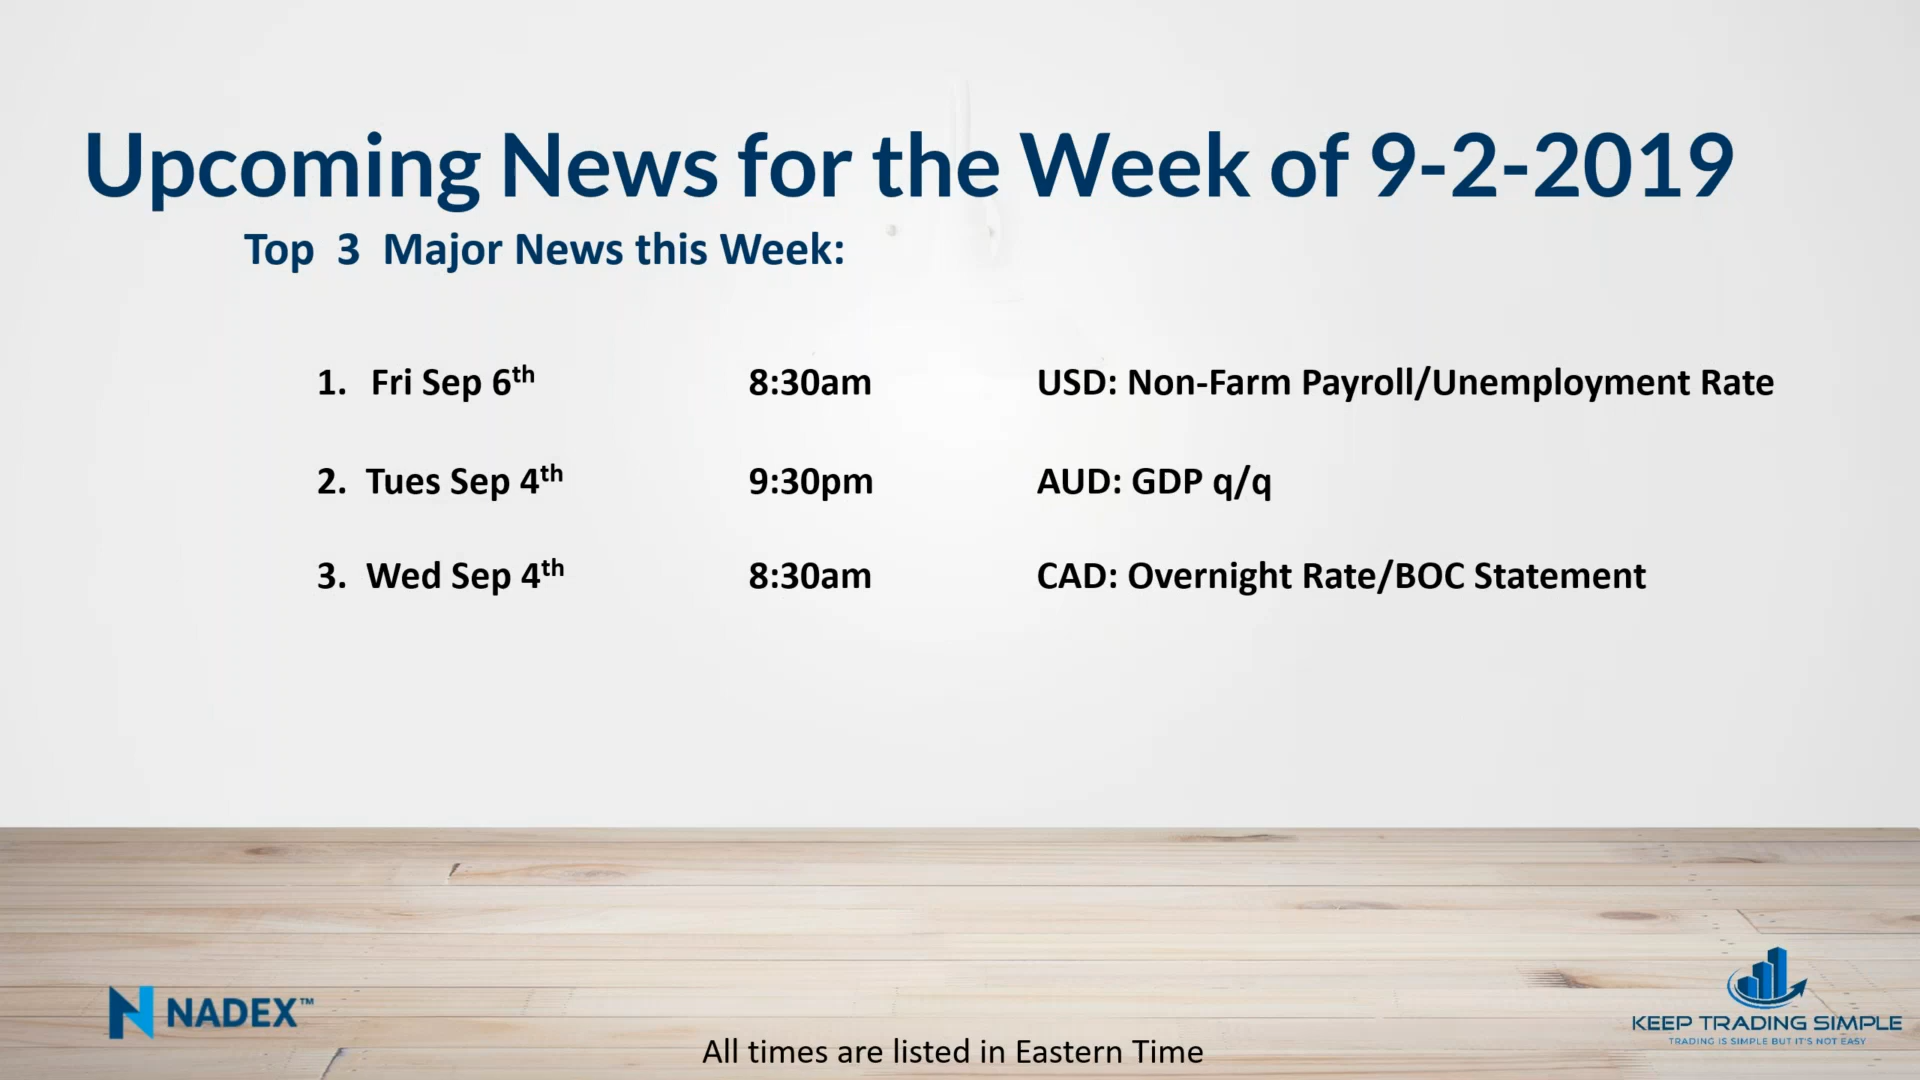 Upcoming News for the Week of 9-2-2019
Top 3 Major News this Week:
1. Fri Sep 6th 8:30am USD: Non-Farm Payroll/Unemployment Rate
2. Tues Sep 4th 9:30pm AUD: GDP q/q
3. Wed Sep 4th 8:30am CAD: Overnight Rate/BOC Statement
NADEX™
KEEP TRADING SIMPLE
TRADING IS SIMPLE BUT IT'S NOT EASY
All times are listed in Eastern Time